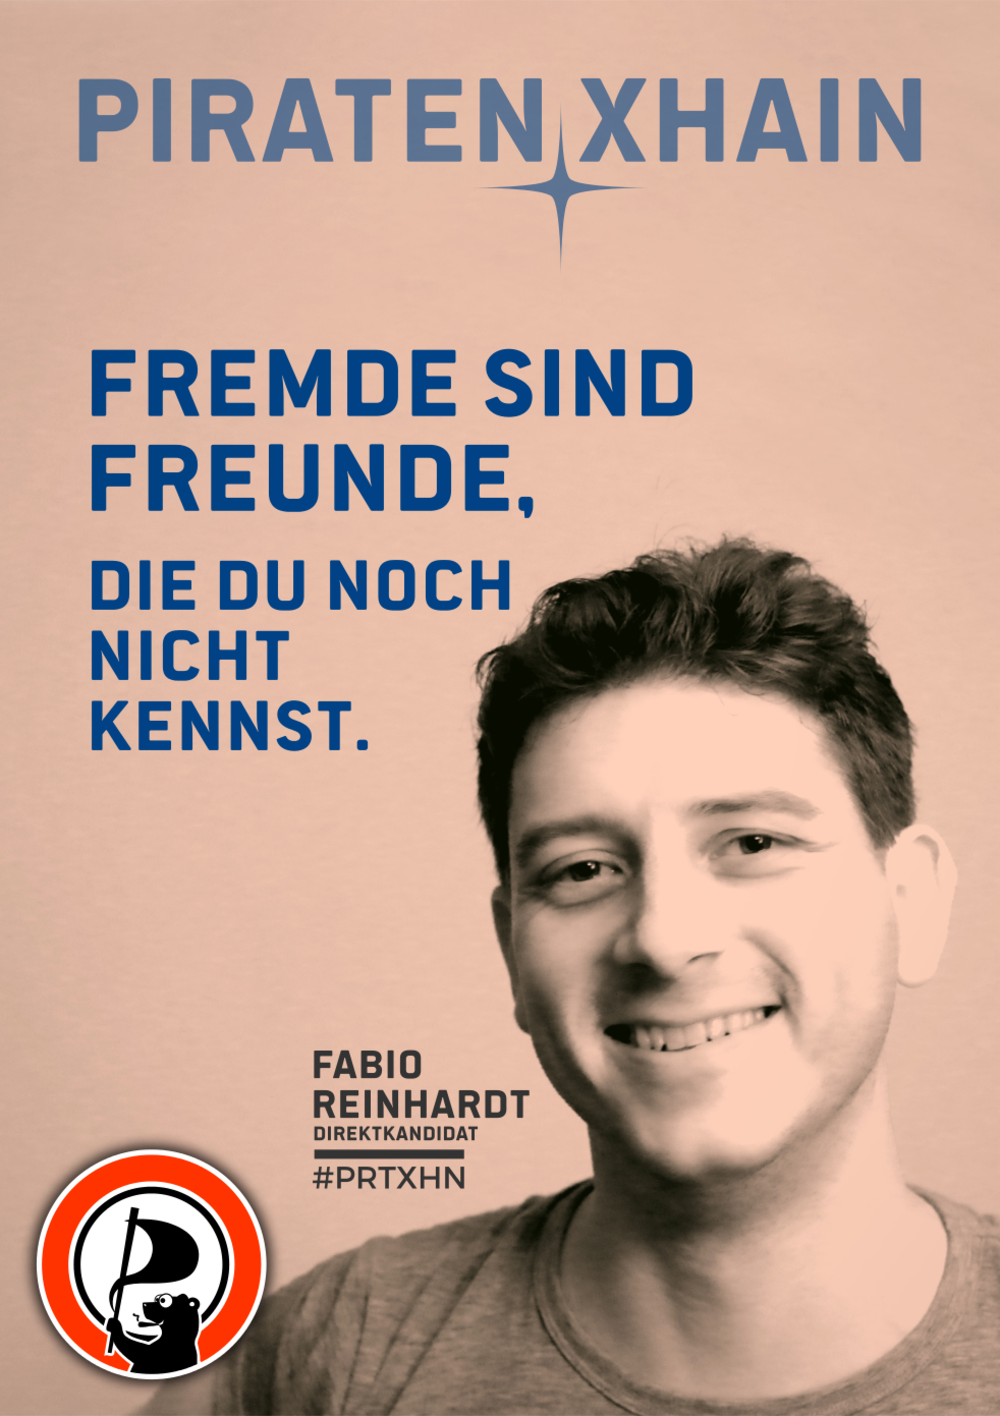 PIRATEN XHAIN
FREMDE SIND
FREUNDE,
DIE DU NOCH
NICHT
KENNST.
FABIO
REINHARDT
DIREKTKANDIDAT
#PRTXHN